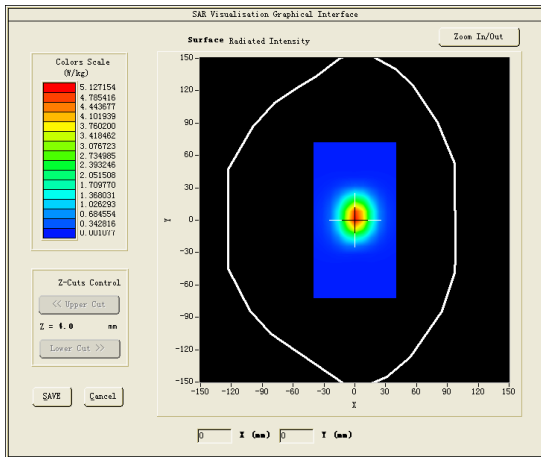 SAR Visualisation Graphical Interface
Surface Radiated Intensity
Zoom In/Out
Colors Scale
(W/kg)
5.127154
4.785416
4.443677
4.101939
3.760200
3.418462
3.076723
2.734985
2.393246
2.051508
1.709770
1.368031
1.026293
0.684554
0.342816
0.001077
150
120
90
60
30
0
-30
-60
-90
-120
-150
Y
-150 -120 -90 -60 -30 0 30 60 90 120 150
X
Z-Cuts Control
<< Upper Cut
Z = 4.0 mm
Lower Cut >>
SAVE Cancel
0 X (mm) 0 Y (mm)